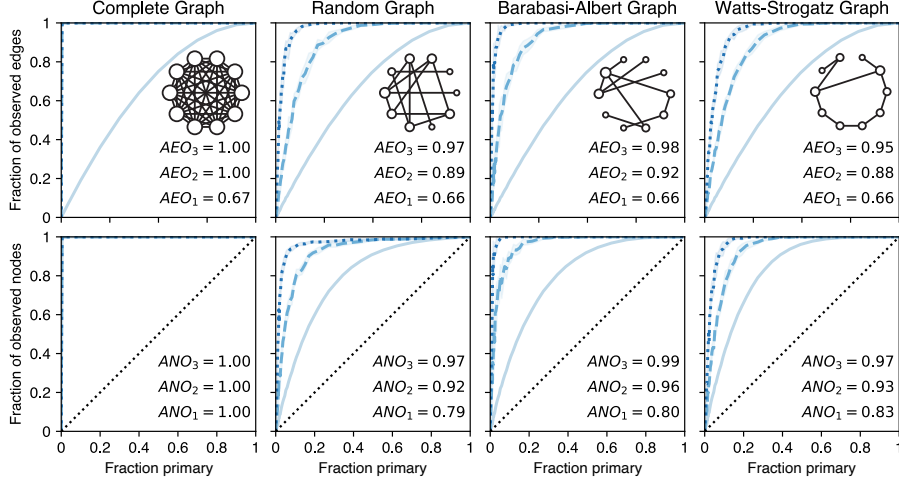 Complete Graph
Random Graph
Barabasi-Albert Graph
Watts-Strogatz Graph
Fraction of observed edges
1
0.8
0.6
0.4
0.2
0
AEO3 = 1.00
AEO2 = 1.00
AEO1 = 0.67
AEO3 = 0.97
AEO2 = 0.89
AEO1 = 0.66
AEO3 = 0.98
AEO2 = 0.92
AEO1 = 0.66
AEO3 = 0.95
AEO2 = 0.88
AEO1 = 0.66
Fraction of observed nodes
1
0.8
0.6
0.4
0.2
0
ANO3 = 1.00
ANO2 = 1.00
ANO1 = 1.00
ANO3 = 0.97
ANO2 = 0.92
ANO1 = 0.79
ANO3 = 0.99
ANO2 = 0.96
ANO1 = 0.80
ANO3 = 0.97
ANO2 = 0.93
ANO1 = 0.83
0 0.2 0.4 0.6 0.8 1
0 0.2 0.4 0.6 0.8 1
0 0.2 0.4 0.6 0.8 1
0 0.2 0.4 0.6 0.8 1
Fraction primary
Fraction primary
Fraction primary
Fraction primary